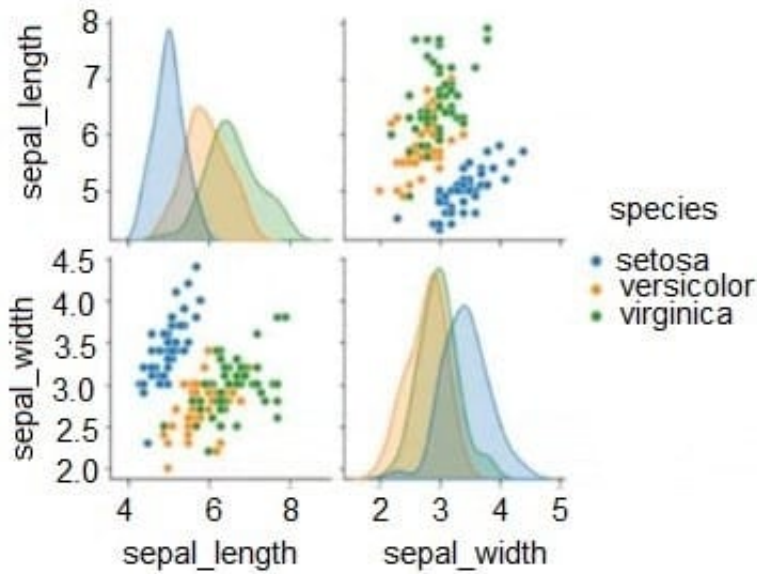 8
7
6
5
sepal_length
species
setosa
versicolor
virginica
4.5
4.0
3.5
3.0
2.5
2.0
sepal_width
4 6 8
2 3 4 5
sepal_length
sepal_width